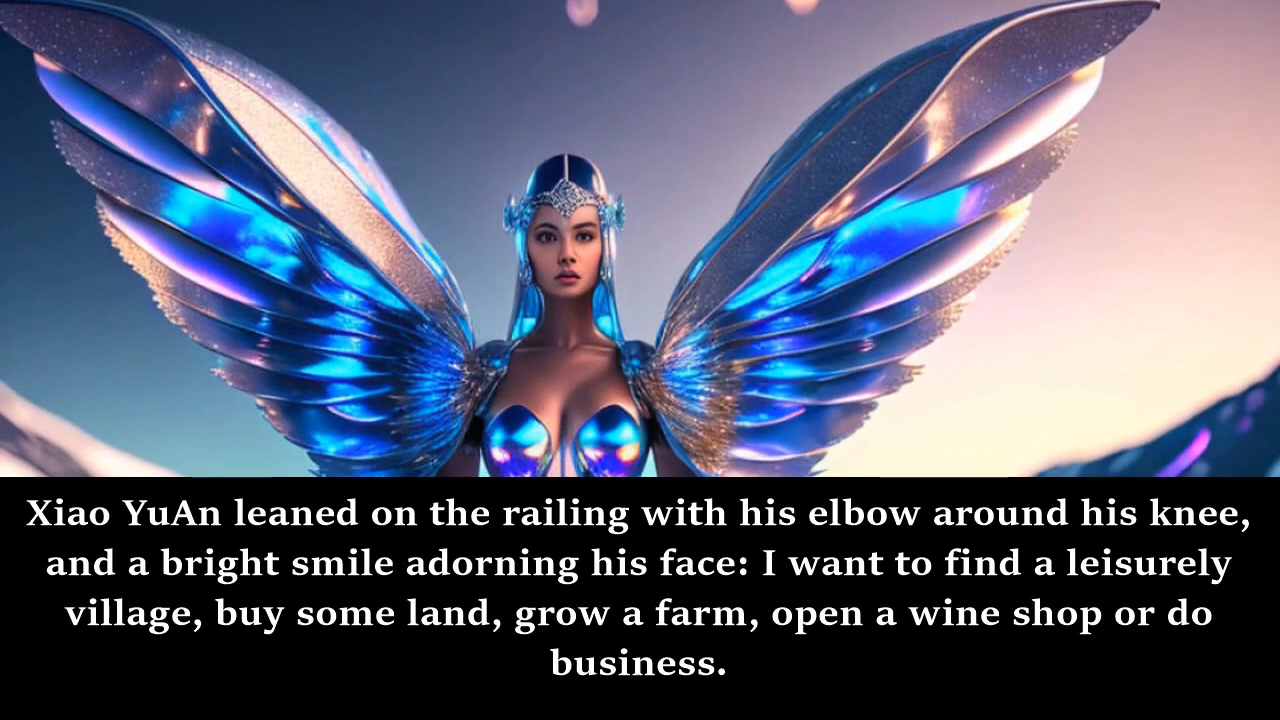 Xiao YuAn leaned on the railing with his elbow around his knee,
and a bright smile adorning his face: I want to find a leisurely
village, buy some land, grow a farm, open a wine shop or do
business.